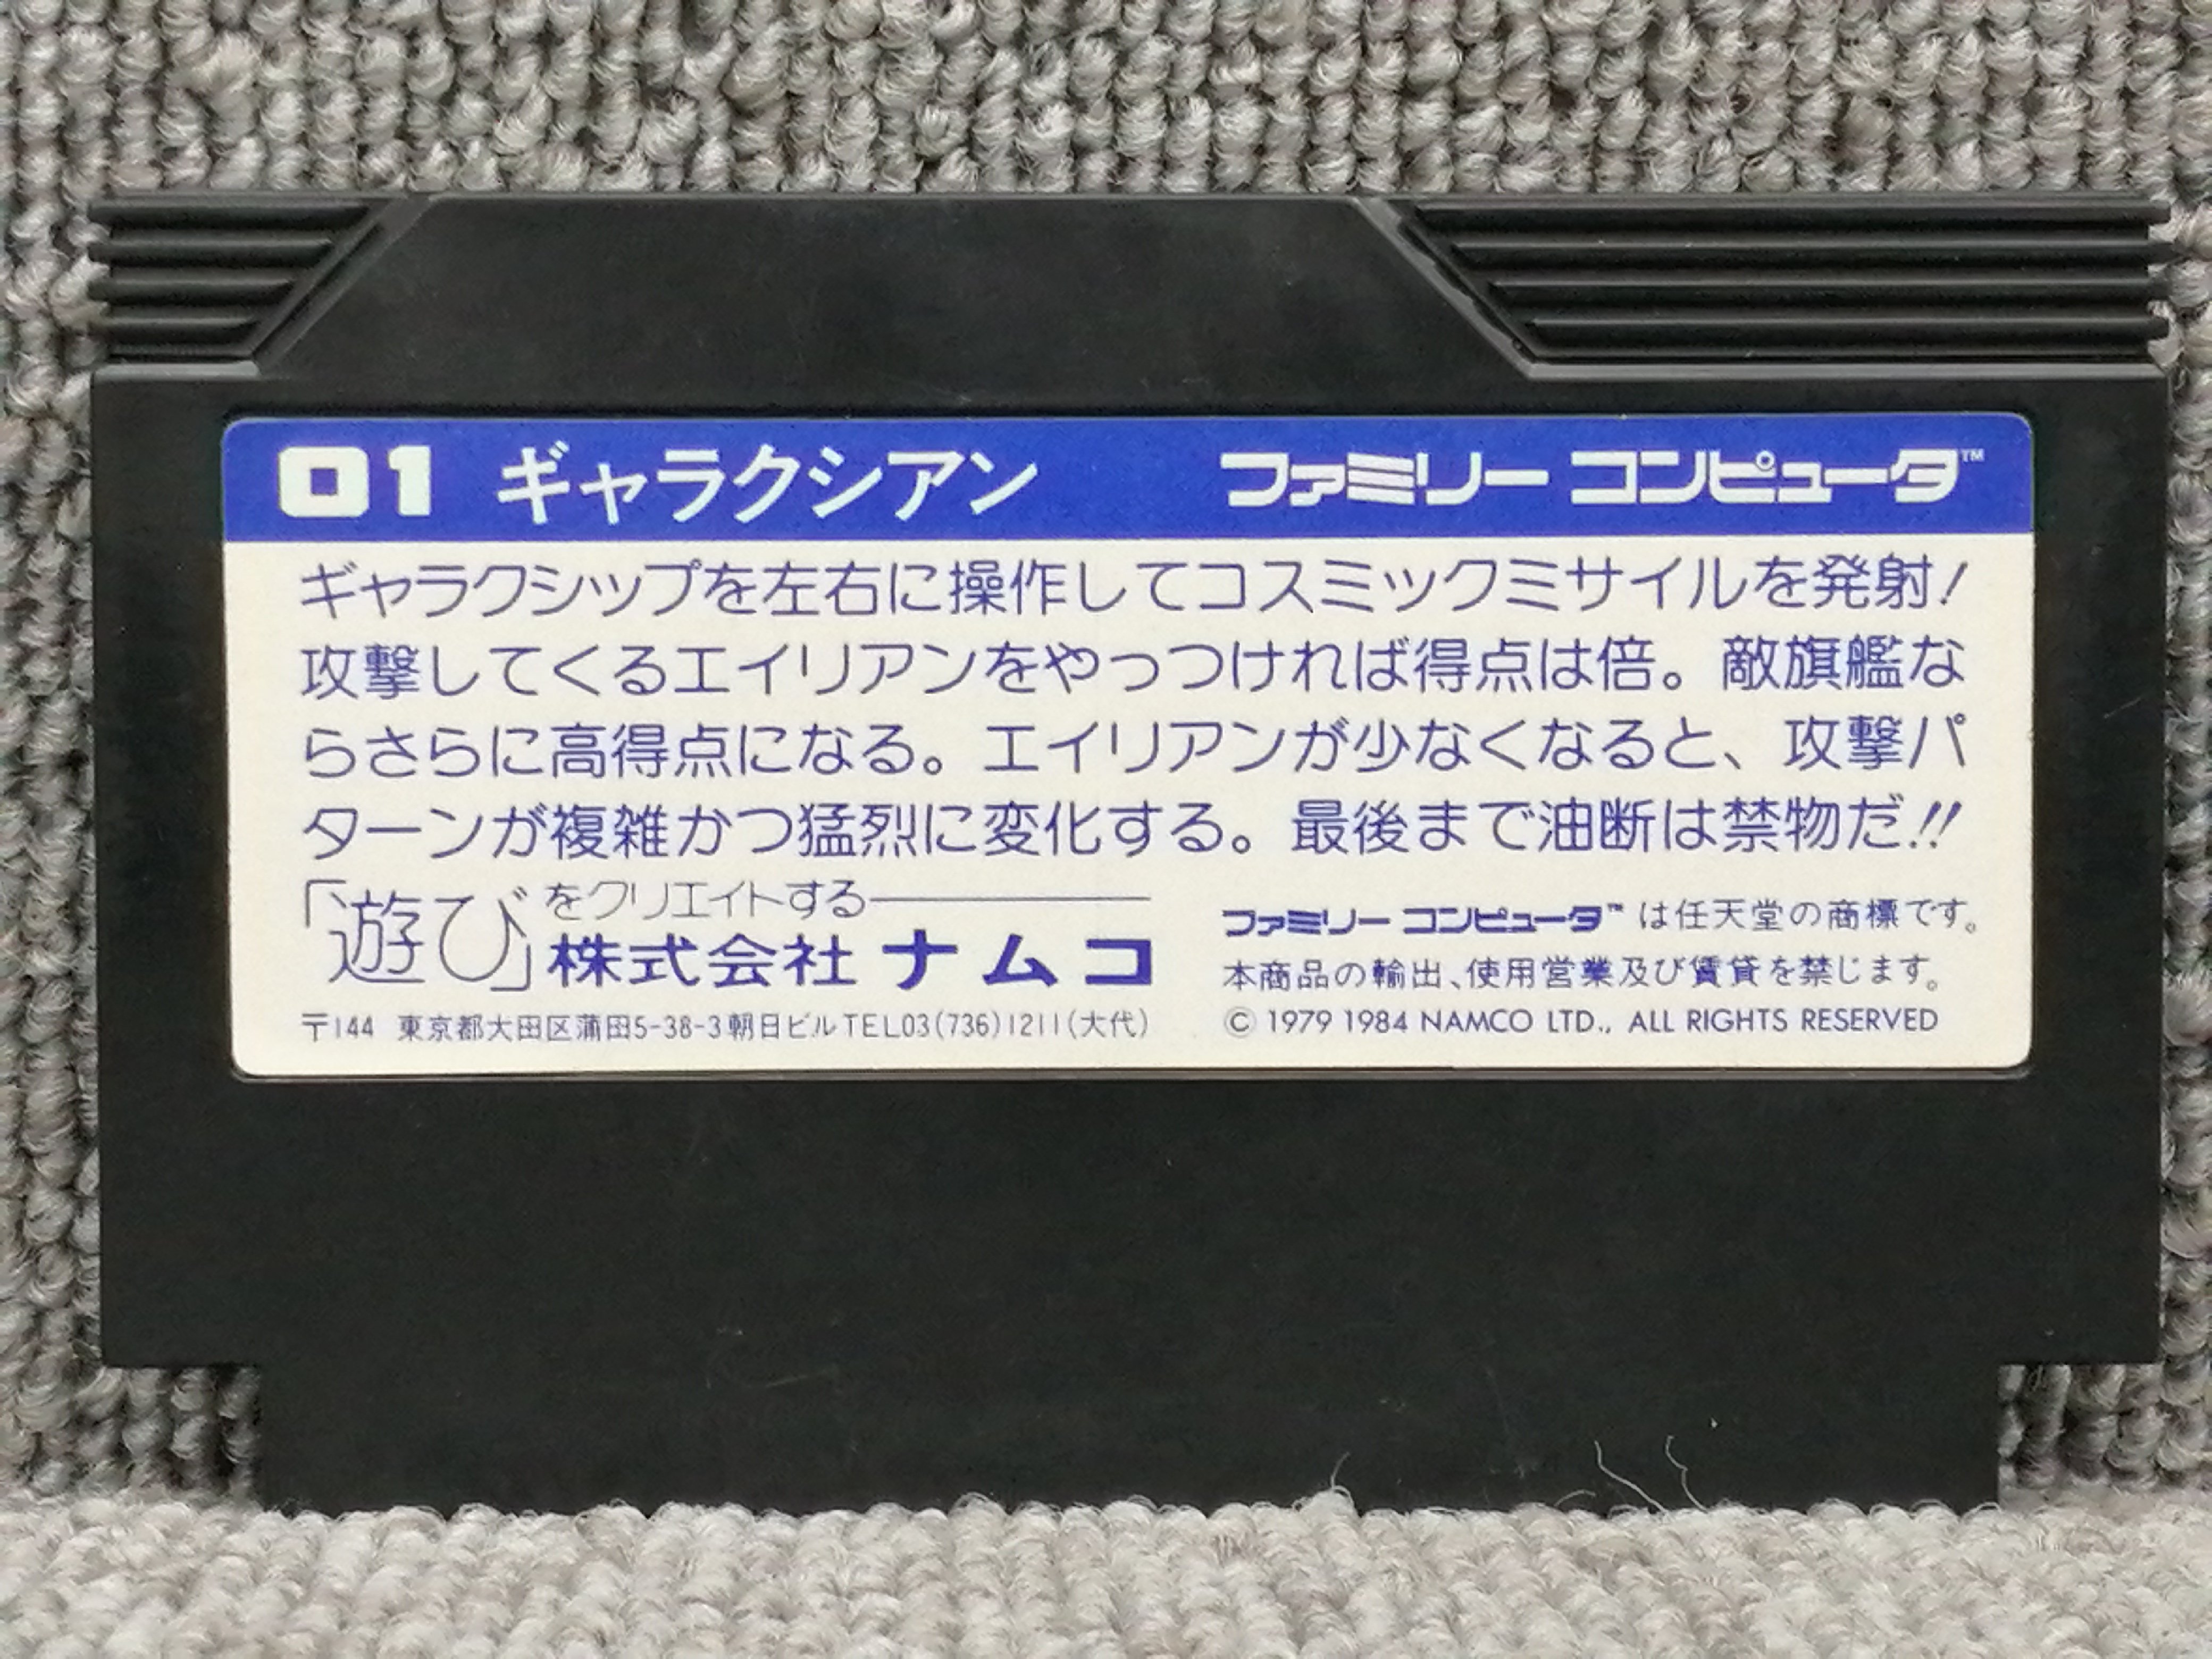 01 ギャラクシアン ファミリー コンピュータ™
ギャラクシップを左右に操作してコスミックミサイルを発射!
攻撃してくるエイリアンをやっつければ得点は倍。敵旗艦な
らさらに高得点になる。エイリアンが少なくなると、攻撃パ
ターンが複雑かつ猛烈に変化する。最後まで油断は禁物だ!!
「遊び」をクリエイトする
株式会社 ナムコ
〒144 東京都大田区蒲田5-38-3朝日ビルTEL03(736)1211(大代)
ファミリー コンピュータ™ は任天堂の商標です。
本商品の輸出、使用営業及び賃貸を禁じます。
© 1979 1984 NAMCO LTD., ALL RIGHTS RESERVED